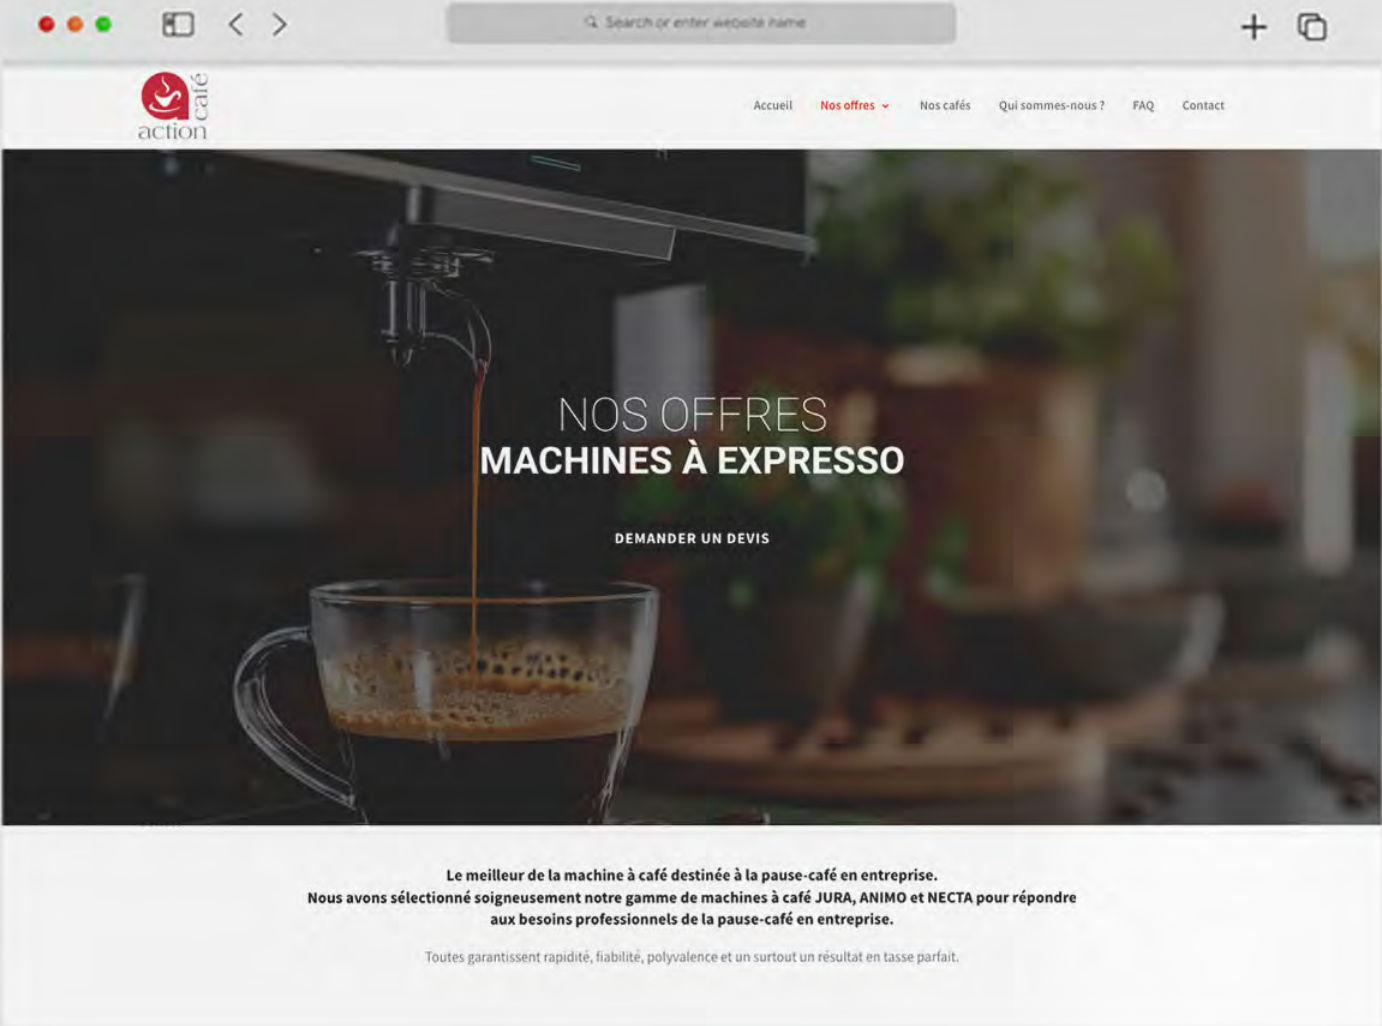 Search or enter website name
action
café
Accueil
Nos offres
Nos cafés
Qui sommes-nous ?
FAQ
Contact
NOS OFFRES
MACHINES À EXPRESSO
DEMANDER UN DEVIS
Le meilleur de la machine à café destinée à la pause-café en entreprise.
Nous avons sélectionné soigneusement notre gamme de machines à café JURA, ANIMO et NECTA pour répondre
aux besoins professionnels de la pause-café en entreprise.
Toutes garantissent rapidité, fiabilité, polyvalence et un surtout un résultat en tasse parfait.